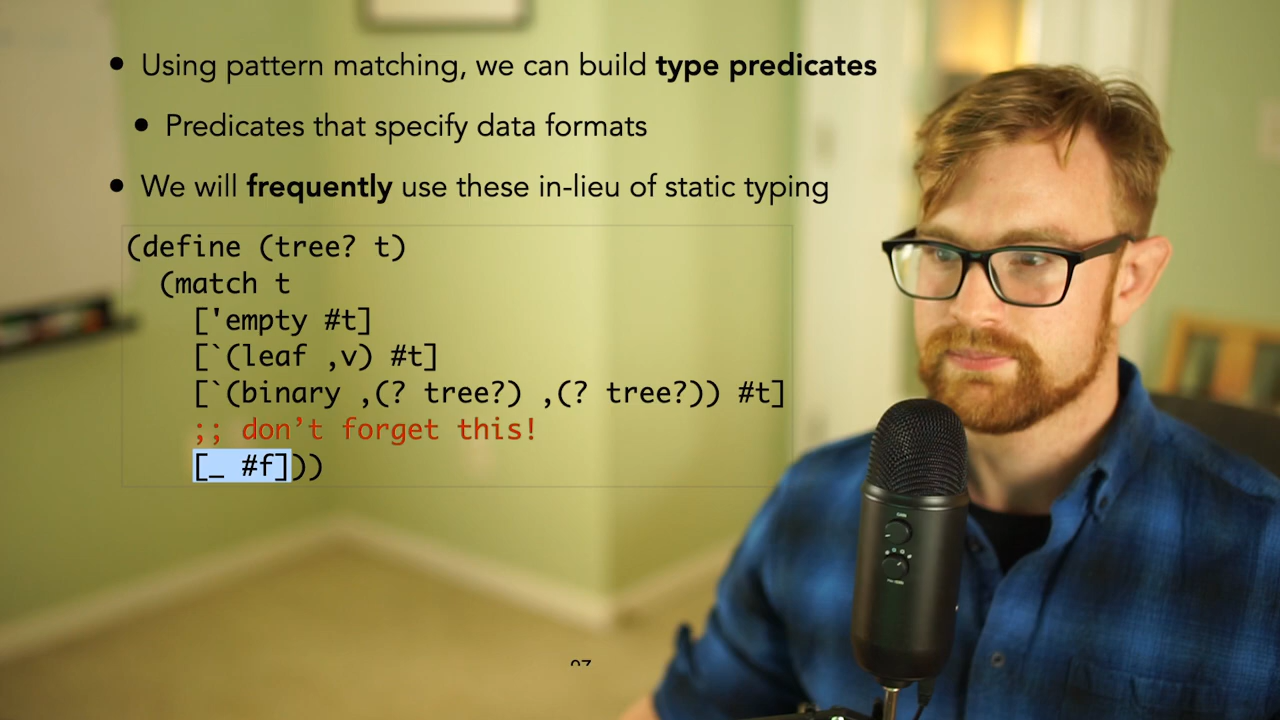 • Using pattern matching, we can build type predicates
• Predicates that specify data formats
• We will frequently use these in-lieu of static typing
(define (tree? t)
  (match t
    ['empty #t]
    [`(leaf ,v) #t]
    [`(binary ,(? tree?) ,(? tree?)) #t]
    ;; don’t forget this!
    [_ #f]))